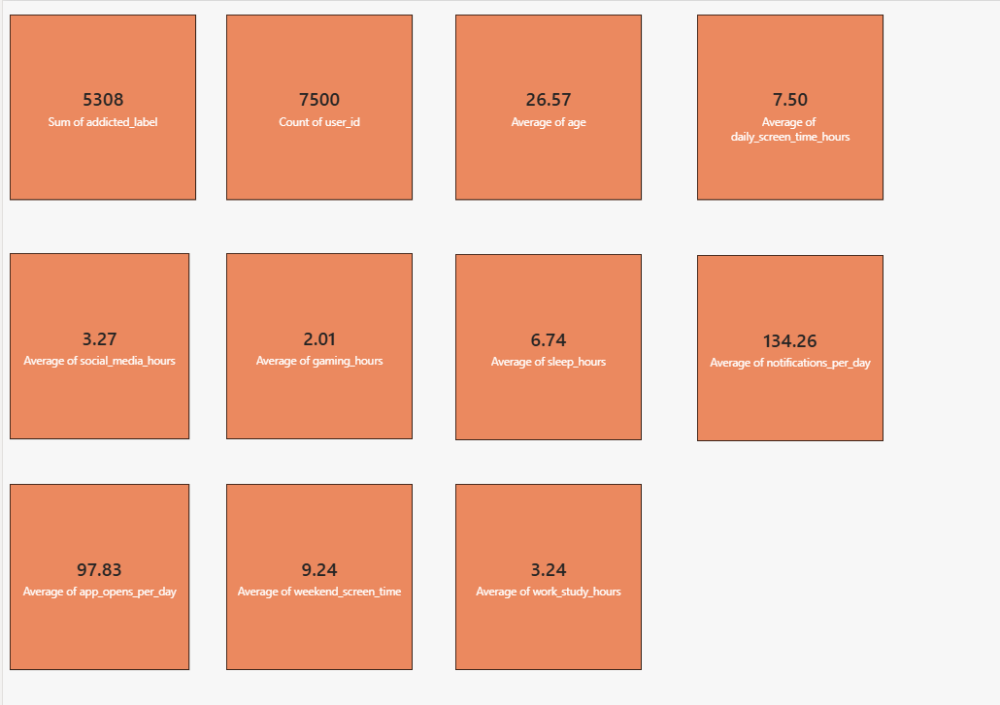 5308
Sum of addicted_label
7500
Count of user_id
26.57
Average of age
7.50
Average of
daily_screen_time_hours
3.27
Average of social_media_hours
2.01
Average of gaming_hours
6.74
Average of sleep_hours
134.26
Average of notifications_per_day
97.83
Average of app_opens_per_day
9.24
Average of weekend_screen_time
3.24
Average of work_study_hours